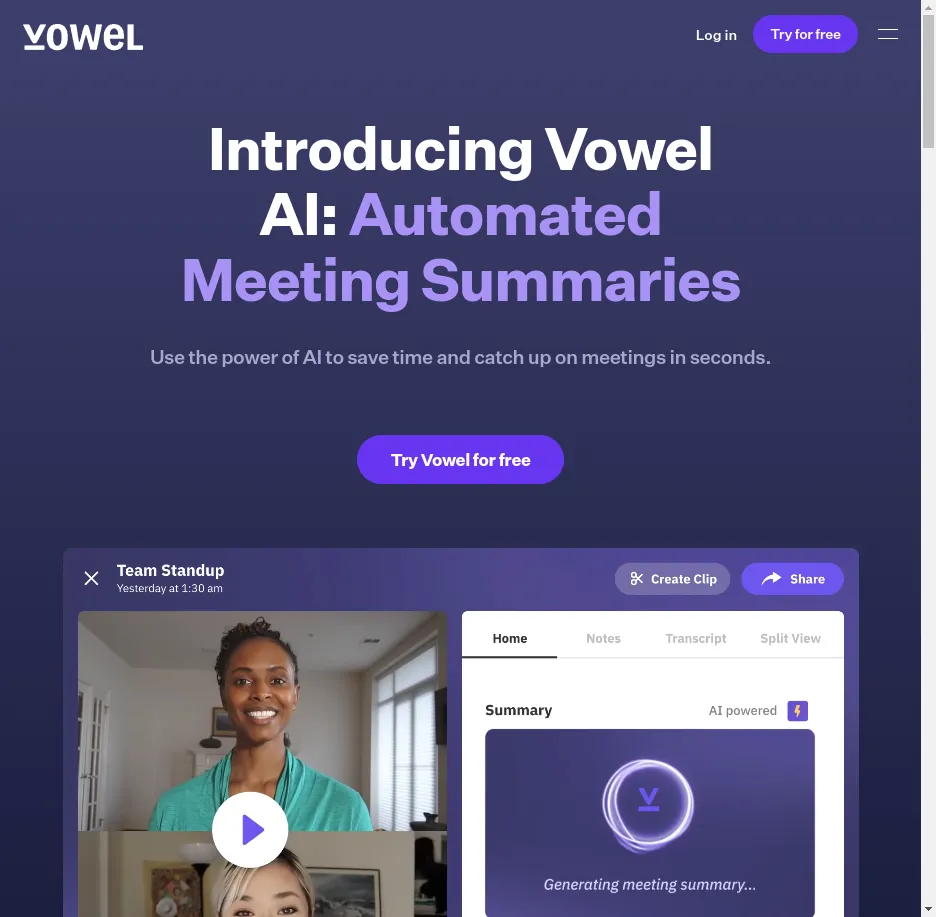 VOWEL
Log in
Try for free
Introducing Vowel
AI: Automated
Meeting Summaries
Use the power of AI to save time and catch up on meetings in seconds.
Try Vowel for free
Team Standup
Yesterday at 1:30 am
Create Clip
Share
Home
Notes
Transcript
Split View
Summary
AI powered
Generating meeting summary...